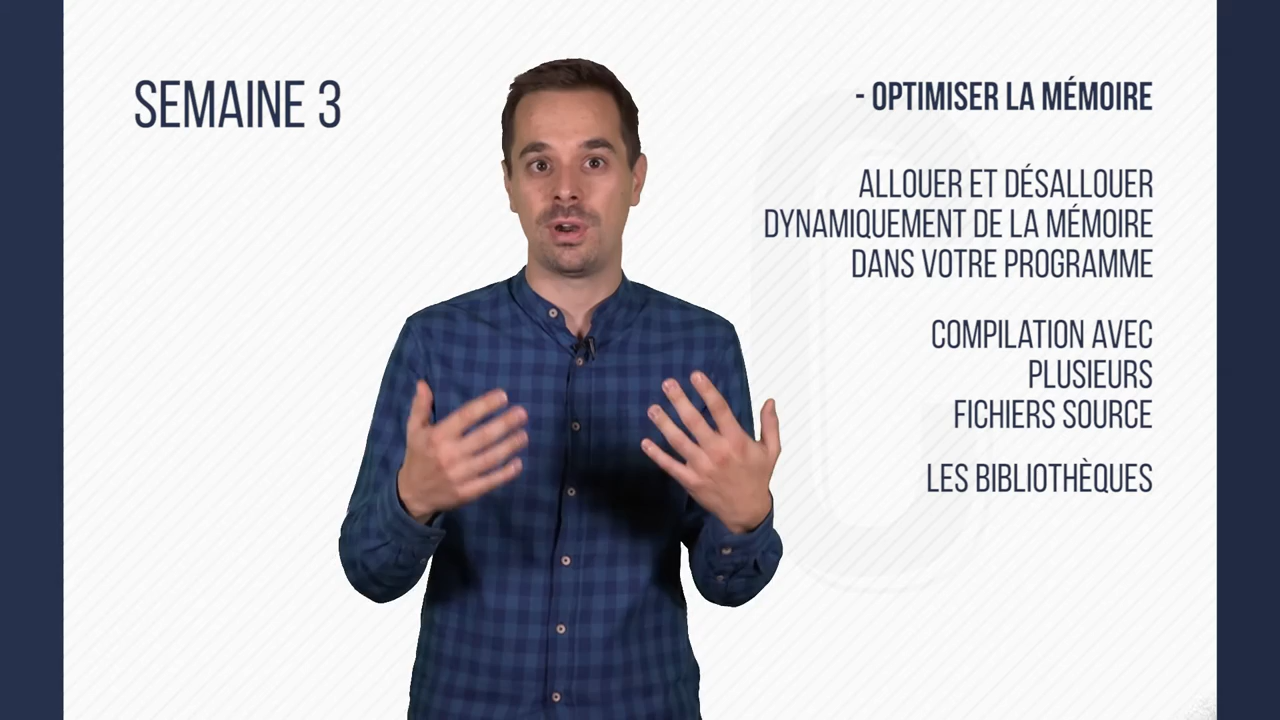 SEMAINE 3
- OPTIMISER LA MÉMOIRE
ALLOUER ET DÉSALLOUER
DYNAMIQUEMENT DE LA MÉMOIRE
DANS VOTRE PROGRAMME
COMPILATION AVEC
PLUSIEURS
FICHIERS SOURCE
LES BIBLIOTHÈQUES